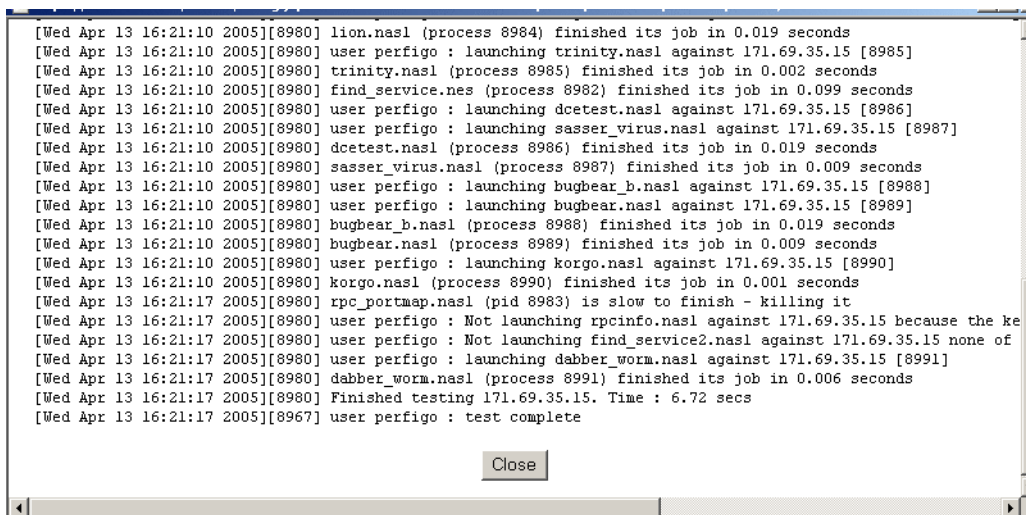 [Wed Apr 13 16:21:10 2005][8980] lion.nasl (process 8984) finished its job in 0.019 seconds
[Wed Apr 13 16:21:10 2005][8980] user perfigo : launching trinity.nasl against 171.69.35.15 [8985]
[Wed Apr 13 16:21:10 2005][8980] trinity.nasl (process 8985) finished its job in 0.002 seconds
[Wed Apr 13 16:21:10 2005][8980] find_service.nes (process 8982) finished its job in 0.099 seconds
[Wed Apr 13 16:21:10 2005][8980] user perfigo : launching dcetest.nasl against 171.69.35.15 [8986]
[Wed Apr 13 16:21:10 2005][8980] user perfigo : launching sasser_virus.nasl against 171.69.35.15 [8987]
[Wed Apr 13 16:21:10 2005][8980] dcetest.nasl (process 8986) finished its job in 0.019 seconds
[Wed Apr 13 16:21:10 2005][8980] sasser_virus.nasl (process 8987) finished its job in 0.009 seconds
[Wed Apr 13 16:21:10 2005][8980] user perfigo : launching bugbear_b.nasl against 171.69.35.15 [8988]
[Wed Apr 13 16:21:10 2005][8980] user perfigo : launching bugbear.nasl against 171.69.35.15 [8989]
[Wed Apr 13 16:21:10 2005][8980] bugbear_b.nasl (process 8988) finished its job in 0.019 seconds
[Wed Apr 13 16:21:10 2005][8980] bugbear.nasl (process 8989) finished its job in 0.009 seconds
[Wed Apr 13 16:21:10 2005][8980] user perfigo : launching korgo.nasl against 171.69.35.15 [8990]
[Wed Apr 13 16:21:10 2005][8980] korgo.nasl (process 8990) finished its job in 0.001 seconds
[Wed Apr 13 16:21:17 2005][8980] rpc_portmap.nasl (pid 8983) is slow to finish - killing it
[Wed Apr 13 16:21:17 2005][8980] user perfigo : Not launching rpcinfo.nasl against 171.69.35.15 because the ke
[Wed Apr 13 16:21:17 2005][8980] user perfigo : Not launching find_service2.nasl against 171.69.35.15 none of
[Wed Apr 13 16:21:17 2005][8980] user perfigo : launching dabber_worm.nasl against 171.69.35.15 [8991]
[Wed Apr 13 16:21:17 2005][8980] dabber_worm.nasl (process 8991) finished its job in 0.006 seconds
[Wed Apr 13 16:21:17 2005][8980] Finished testing 171.69.35.15. Time : 6.72 secs
[Wed Apr 13 16:21:17 2005][8967] user perfigo : test complete
Close